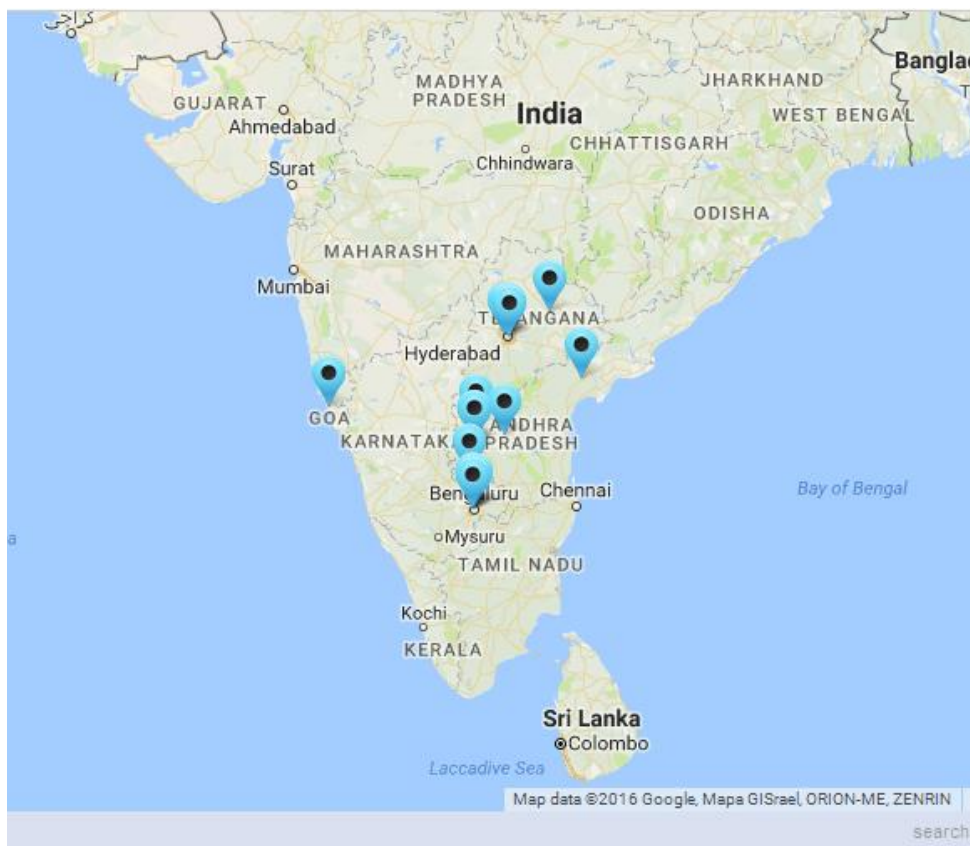 كراچى
Banglad
MADHYA
PRADESH
JHARKHAND
GUJARAT
India
WEST BENGAL
Ahmedabad
CHHATTISGARH
Chhindwara
Surat
ODISHA
MAHARASHTRA
Mumbai
TELANGANA
Hyderabad
GOA
KARNATAKA
ANDHRA
PRADESH
Bengaluru
Chennai
Bay of Bengal
a
Mysuru
TAMIL NADU
Kochi
KERALA
Sri Lanka
Colombo
Laccadive Sea
Map data ©2016 Google, Mapa GISrael, ORION-ME, ZENRIN
search